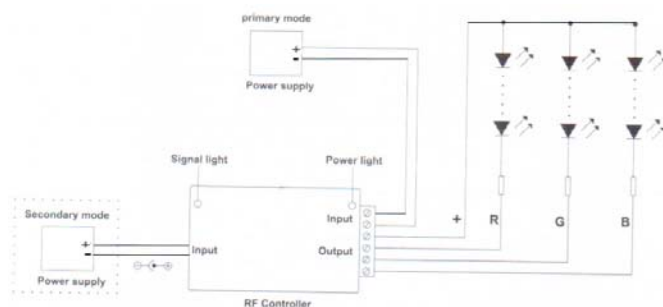 primary mode
+
-
Power supply
Signal light
Power light
Input
Secondary mode
+
-
Power supply
Input
Output
+
R
G
B
RF Controller